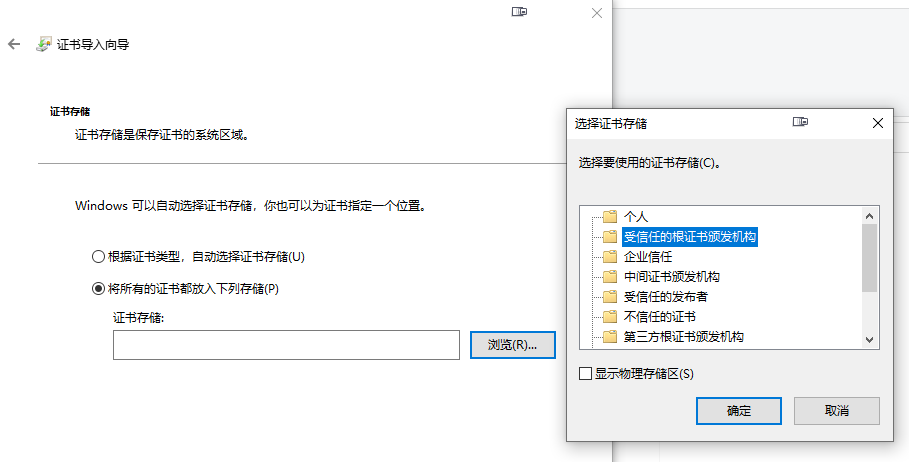 证书导入向导
证书存储
证书存储是保存证书的系统区域。
Windows 可以自动选择证书存储，你也可以为证书指定一个位置。
根据证书类型，自动选择证书存储(U)
将所有的证书都放入下列存储(P)
证书存储:
浏览(R)...
选择证书存储
选择要使用的证书存储(C)。
个人
受信任的根证书颁发机构
企业信任
中间证书颁发机构
受信任的发布者
不信任的证书
第三方根证书颁发机构
显示物理存储区(S)
确定
取消